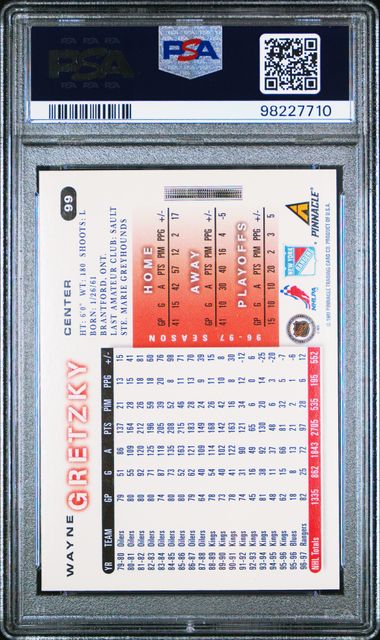 PSA
98227710
99
WAYNE
GRETZKY
CENTER
HT: 6'0" WT: 180 SHOOTS: L
BORN: 1/26/61
BRANTFORD, ONT.
LAST AMATEUR CLUB: SAULT
STE. MARIE GREYHOUNDS
96-97 SEASON
HOME
GP G A PTS PIM PPG +/-
41 15 42 57 12 2 17
AWAY
GP G A PTS PIM PPG +/-
41 10 30 40 16 4 -5
PLAYOFFS
GP G A PTS PIM PPG +/-
15 10 10 20 2 3 5
YR TEAM GP G A PTS PIM PPG +/-
79-80 Oilers 79 51 86 137 21 13 15
80-81 Oilers 80 55 109 164 28 15 41
81-82 Oilers 80 92 120 212 26 18 81
82-83 Oilers 80 71 125 196 59 18 60
83-84 Oilers 74 87 118 205 39 20 76
84-85 Oilers 80 73 135 208 52 8 98
85-86 Oilers 80 52 163 215 46 11 71
86-87 Oilers 79 62 121 183 28 13 70
87-88 Oilers 64 40 109 149 24 9 39
88-89 Kings 78 54 114 168 26 11 15
89-90 Kings 73 40 102 142 42 10 8
90-91 Kings 78 41 122 163 16 8 30
91-92 Kings 74 31 90 121 34 12 -12
92-93 Kings 45 16 49 65 6 0 6
93-94 Kings 81 38 92 130 20 14 -25
94-95 Kings 48 11 37 48 6 3 -20
95-96 Kings 62 15 66 81 32 5 -7
95-96 Blues 18 8 13 21 2 1 -6
96-97 Rangers 82 25 72 97 28 6 12
NHL Totals 1335 862 1843 2705 535 195 652
PINNACLE
NEW YORK
RANGERS
NHLPA
© 1997 PINNACLE TRADING CARD CO. PRODUCT OF U.S.A.